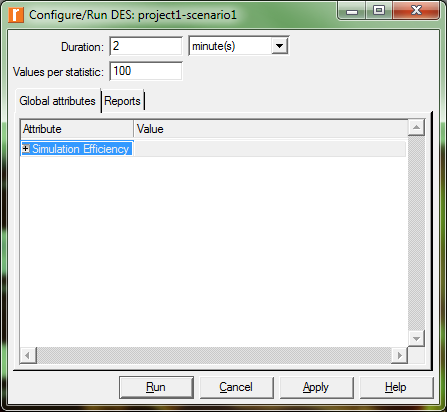 Configure/Run DES: project1-scenario1
Duration: 2 minute(s)
Values per statistic: 100
Global attributes Reports
Attribute Value
Simulation Efficiency
Run Cancel Apply Help